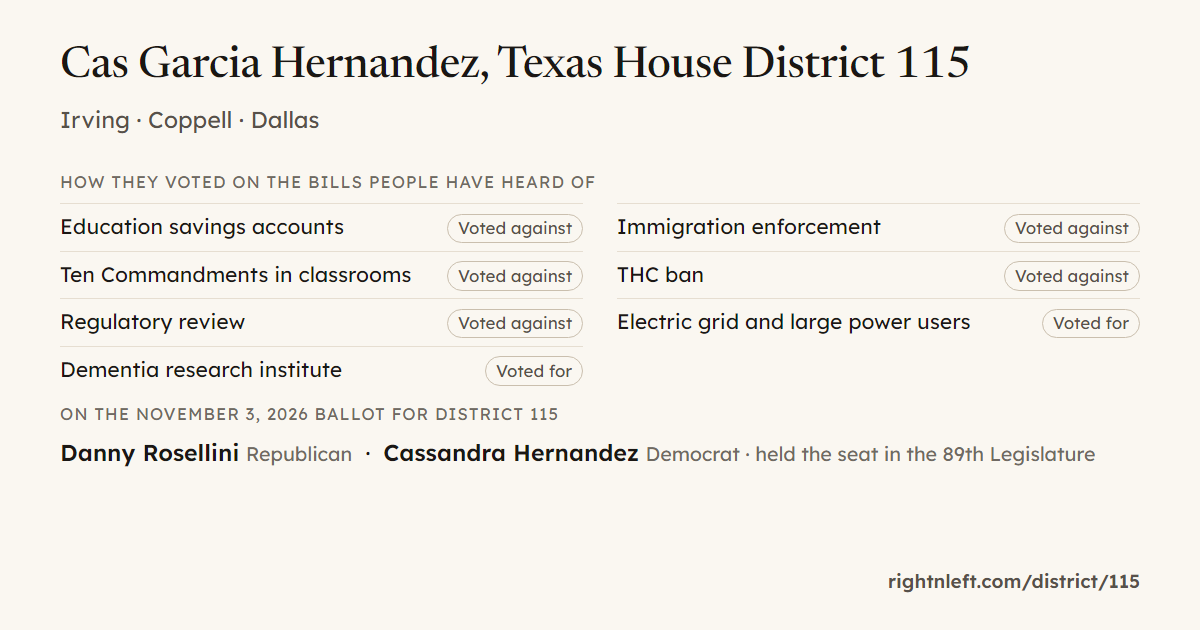 Cas Garcia Hernandez, Texas House District 115
Irving · Coppell · Dallas
HOW THEY VOTED ON THE BILLS PEOPLE HAVE HEARD OF
Education savings accounts Voted against
Immigration enforcement Voted against
Ten Commandments in classrooms Voted against
THC ban Voted against
Regulatory review Voted against
Electric grid and large power users Voted for
Dementia research institute Voted for
ON THE NOVEMBER 3, 2026 BALLOT FOR DISTRICT 115
Danny Rosellini Republican · Cassandra Hernandez Democrat · held the seat in the 89th Legislature
rightnleft.com/district/115